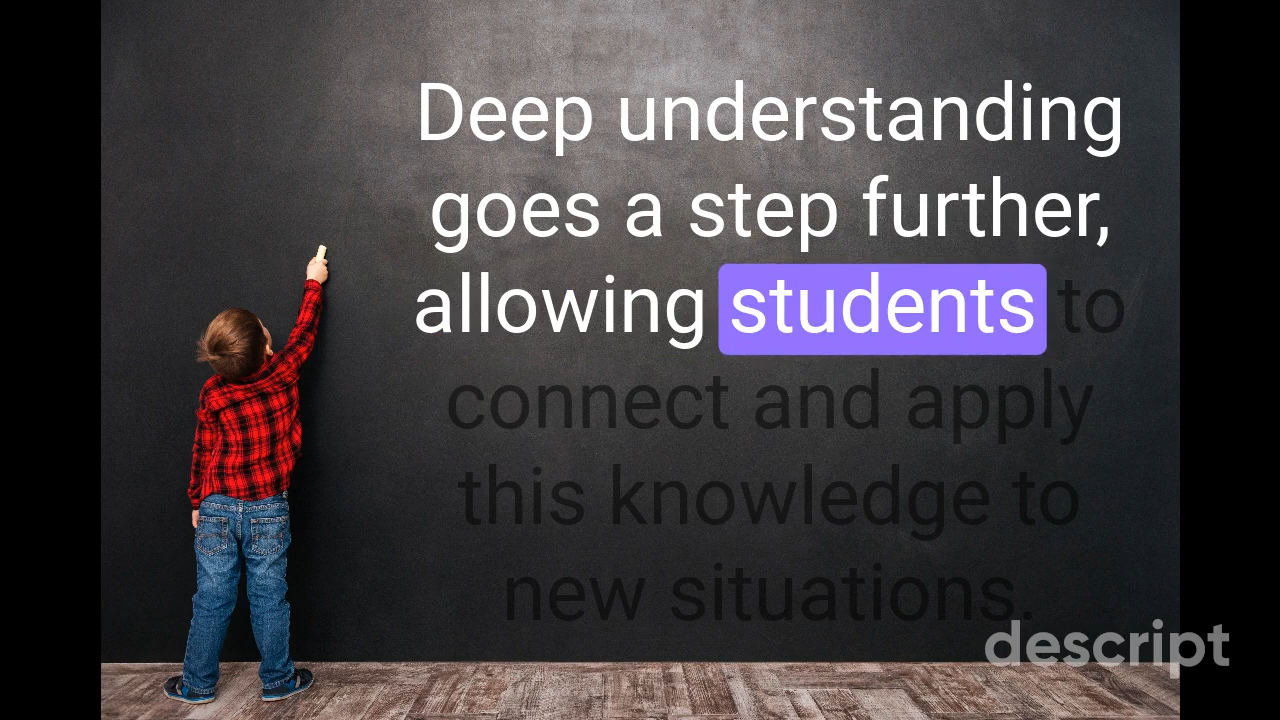 Deep understanding
goes a step further,
allowing students to
connect and apply
this knowledge to
new situations.
descript